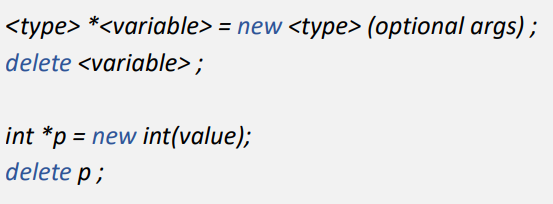 <type> *<variable> = new <type> (optional args) ;
delete <variable> ;
int *p = new int(value);
delete p ;